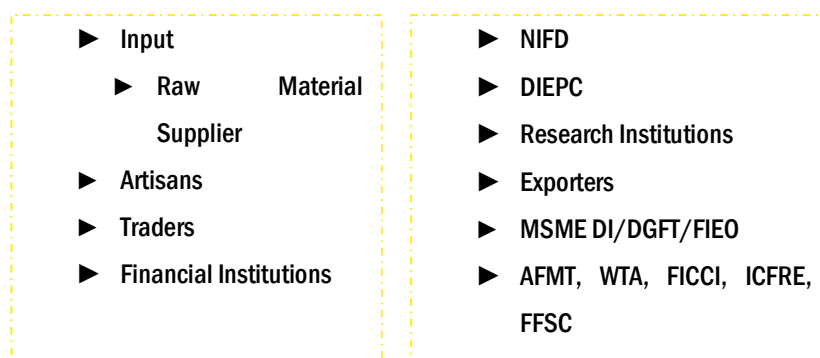 ► Input
► Raw Material
Supplier
► Artisans
► Traders
► Financial Institutions
► NIFD
► DIEPC
► Research Institutions
► Exporters
► MSME DI/DGFT/FIEO
► AFMT, WTA, FICCI, ICFRE,
FFSC